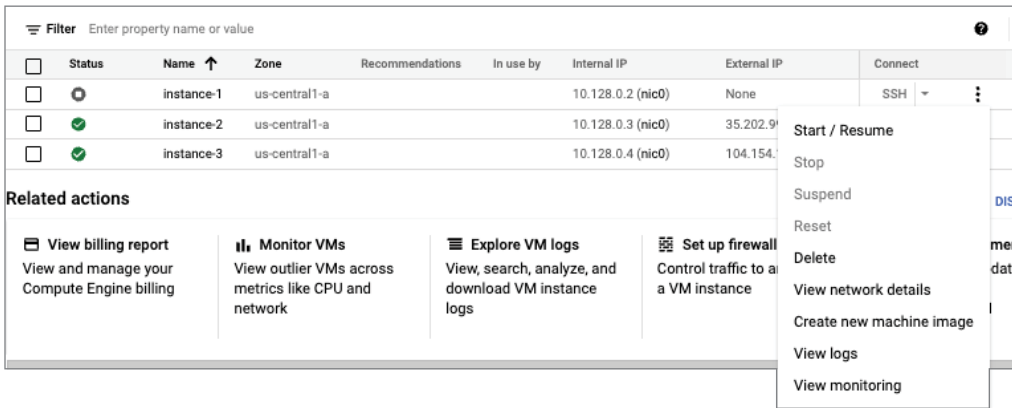 Filter Enter property name or value
Status Name Zone Recommendations In use by Internal IP External IP Connect
instance-1 us-central1-a 10.128.0.2 (nic0) None SSH
instance-2 us-central1-a 10.128.0.3 (nic0)
instance-3 us-central1-a 10.128.0.4 (nic0)
Start / Resume
Stop
Suspend
Reset
Delete
View network details
Create new machine image
View logs
View monitoring
Related actions
View billing report
View and manage your
Compute Engine billing
Monitor VMs
View outlier VMs across
metrics like CPU and
network
Explore VM logs
View, search, analyze, and
download VM instance
logs
Set up firewall
Control traffic to
a VM instance